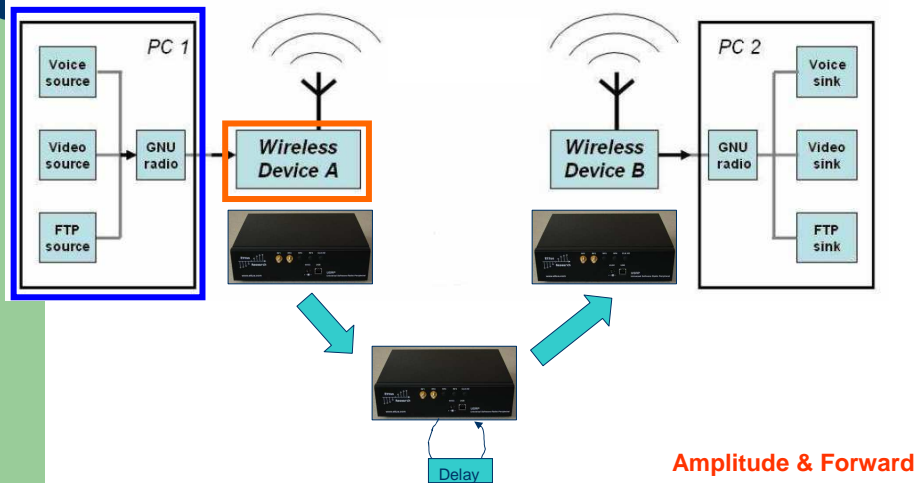 PC 1
Voice
source
Video
source
FTP
source
GNU
radio
Wireless
Device A
Wireless
Device B
PC 2
GNU
radio
Voice
sink
Video
sink
FTP
sink
Delay
Amplitude & Forward